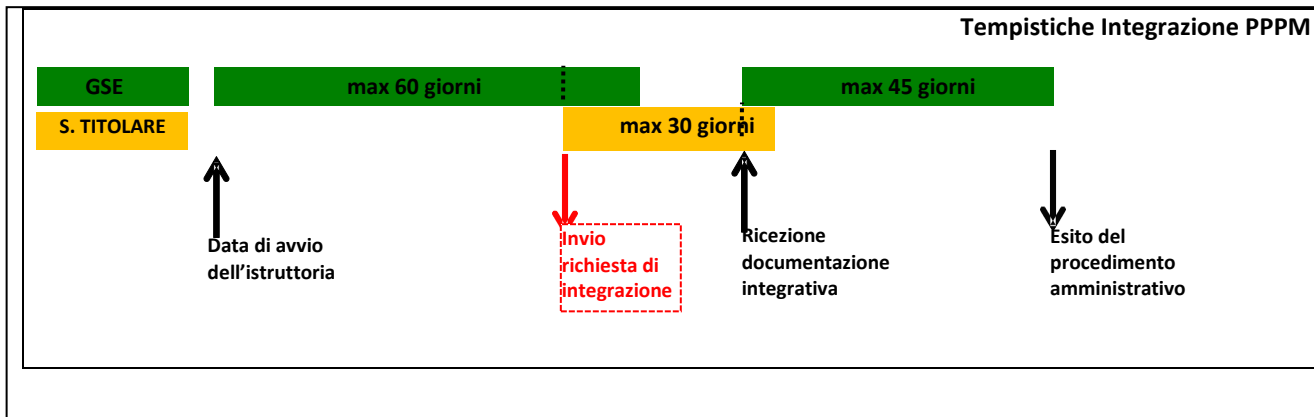 Tempistiche Integrazione PPPM
GSE
max 60 giorni
max 45 giorni
S. TITOLARE
max 30 giorni
Data di avvio
dell’istruttoria
Invio
richiesta di
integrazione
Ricezione
documentazione
integrativa
Esito del
procedimento
amministrativo